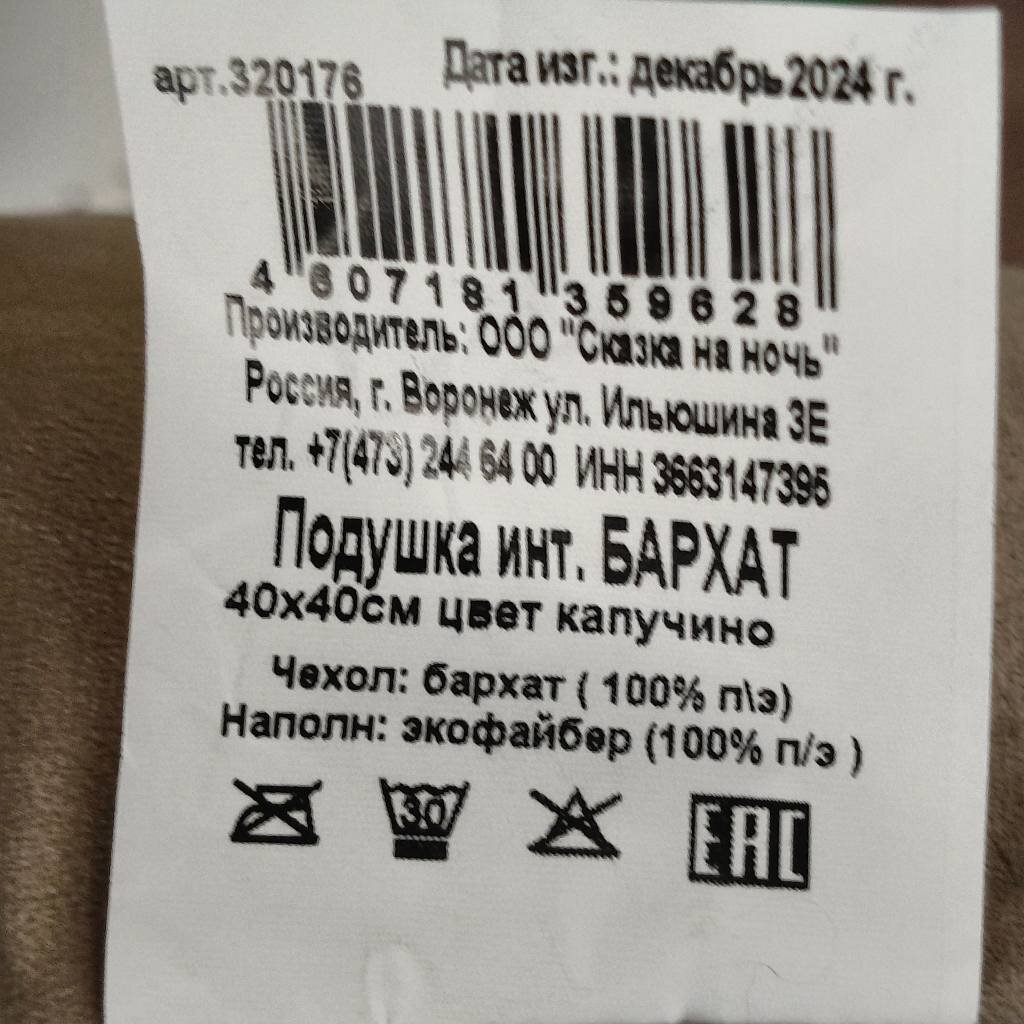 арт.320176 Дата изг.: декабрь2024 г.
4 607181 359628
Производитель: ООО "Сказка на ночь"
Россия, г. Воронеж ул. Ильюшина 3Е
тел. +7(473) 244 64 00 ИНН 3663147395
Подушка инт. БАРХАТ
40х40см цвет капучино
Чехол: бархат ( 100% п\э)
Наполн: экофайбер (100% п/э )
30 EAC